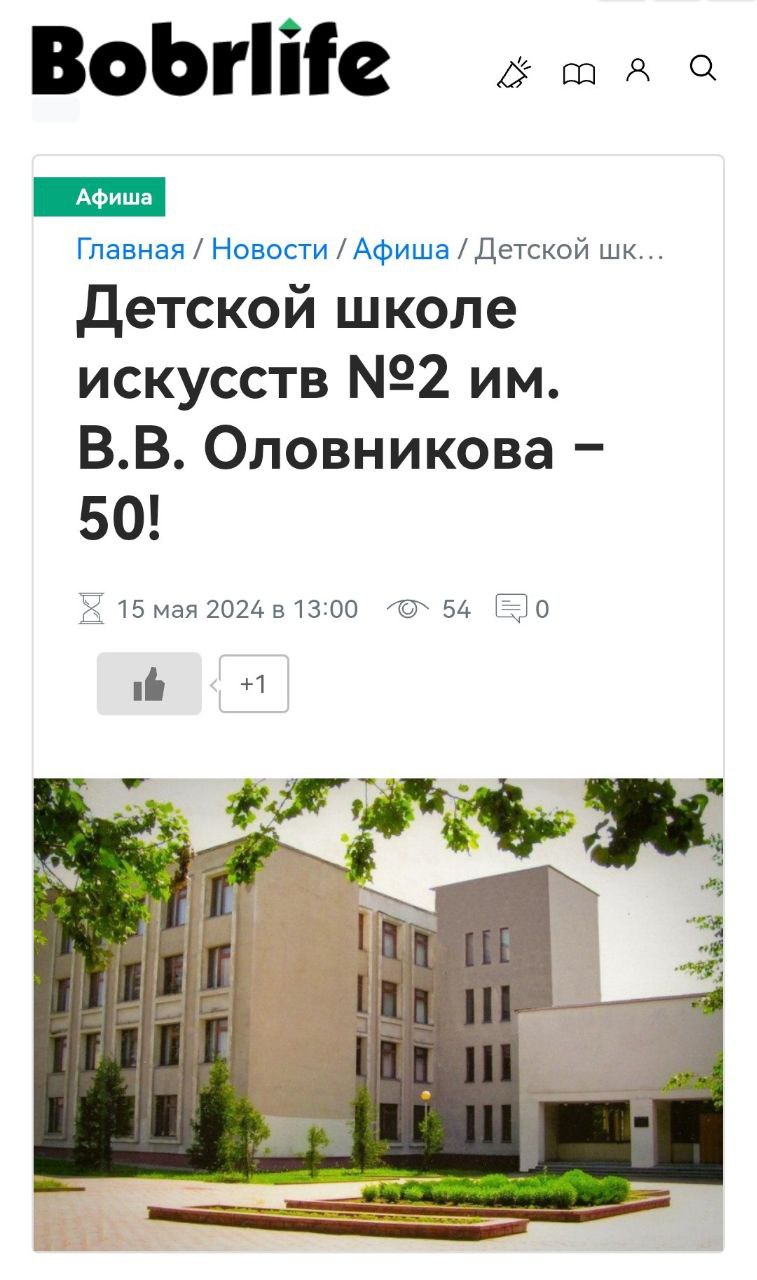 Bobrlife
Афиша
Главная / Новости / Афиша / Детской шк...
Детской школе
искусств №2 им.
В.В. Оловникова –
50!
15 мая 2024 в 13:00 54 0
+1